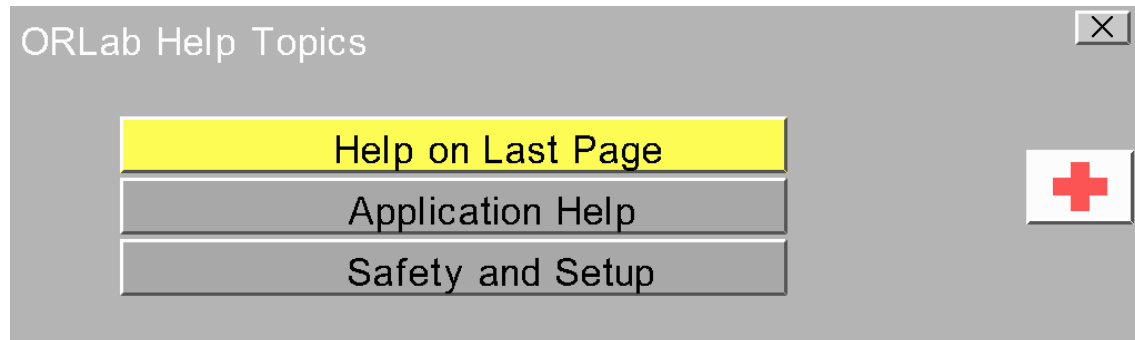 ORLab Help Topics
Help on Last Page
Application Help
Safety and Setup